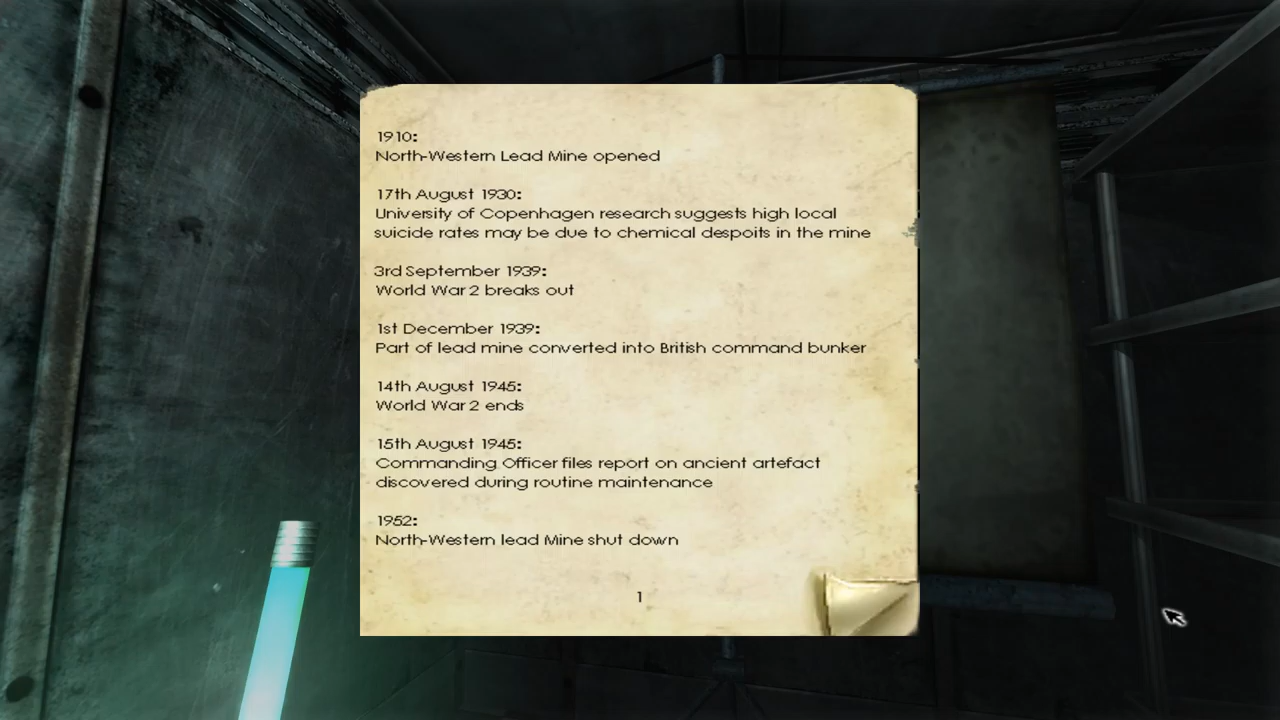 1910:
North-Western Lead Mine opened
17th August 1930:
University of Copenhagen research suggests high local
suicide rates may be due to chemical despoits in the mine
3rd September 1939:
World War 2 breaks out
1st December 1939:
Part of lead mine converted into British command bunker
14th August 1945:
World War 2 ends
15th August 1945:
Commanding Officer files report on ancient artefact
discovered during routine maintenance
1952:
North-Western lead Mine shut down
1